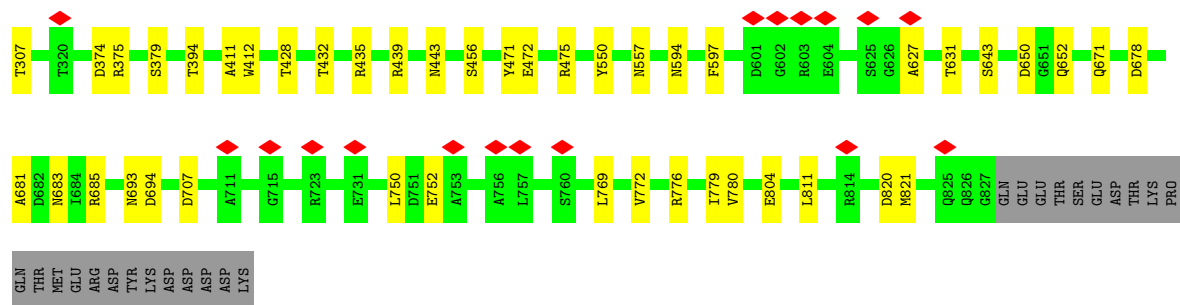 T307 T320 D374 R375 S379 T394 A411 W412 T428 T432 R435 R439 N443 S456 Y471 E472 R475 Y550 N557 N594 F597 D601 G602 R603 E604 S625 G626 A627 T631 S643 D650 G651 Q652 Q671 D678
A681 D682 N683 I684 R685 N693 D694 D707 A711 G715 R723 E731 L750 D751 E752 A753 A756 L757 S760 L769 V772 R776 I779 V780 E804 L811 R814 D820 M821 Q825 Q826 G827 GLN GLU GLU THR SER GLU ASP THR LYS PRO
GLN THR MET GLU ARG ASP TYR LYS ASP ASP ASP ASP LYS